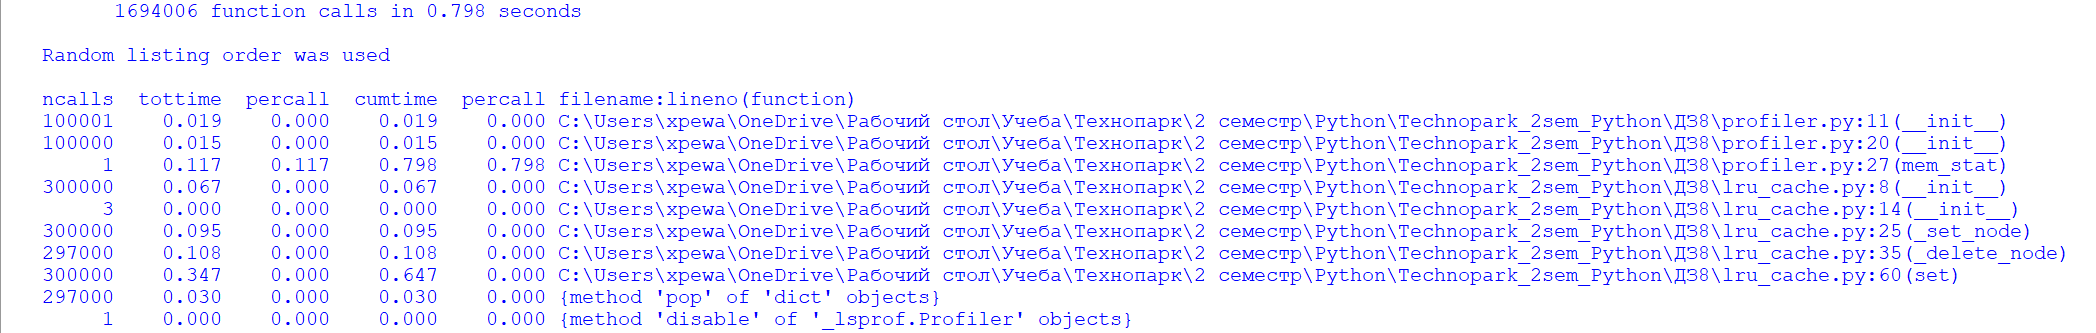 1694006 function calls in 0.798 seconds
Random listing order was used
ncalls  tottime  percall  cumtime  percall filename:lineno(function)
100001    0.019    0.000    0.019    0.000 C:\Users\xpewa\OneDrive\Рабочий стол\Учеба\Технопарк\2 семестр\Python\Technopark_2sem_Python\ДЗ8\profiler.py:11(__init__)
100000    0.015    0.000    0.015    0.000 C:\Users\xpewa\OneDrive\Рабочий стол\Учеба\Технопарк\2 семестр\Python\Technopark_2sem_Python\ДЗ8\profiler.py:20(__init__)
1    0.117    0.117    0.798    0.798 C:\Users\xpewa\OneDrive\Рабочий стол\Учеба\Технопарк\2 семестр\Python\Technopark_2sem_Python\ДЗ8\profiler.py:27(mem_stat)
300000    0.067    0.000    0.067    0.000 C:\Users\xpewa\OneDrive\Рабочий стол\Учеба\Технопарк\2 семестр\Python\Technopark_2sem_Python\ДЗ8\lru_cache.py:8(__init__)
3    0.000    0.000    0.000    0.000 C:\Users\xpewa\OneDrive\Рабочий стол\Учеба\Технопарк\2 семестр\Python\Technopark_2sem_Python\ДЗ8\lru_cache.py:14(__init__)
300000    0.095    0.000    0.095    0.000 C:\Users\xpewa\OneDrive\Рабочий стол\Учеба\Технопарк\2 семестр\Python\Technopark_2sem_Python\ДЗ8\lru_cache.py:25(_set_node)
297000    0.108    0.000    0.108    0.000 C:\Users\xpewa\OneDrive\Рабочий стол\Учеба\Технопарк\2 семестр\Python\Technopark_2sem_Python\ДЗ8\lru_cache.py:35(_delete_node)
300000    0.347    0.000    0.647    0.000 C:\Users\xpewa\OneDrive\Рабочий стол\Учеба\Технопарк\2 семестр\Python\Technopark_2sem_Python\ДЗ8\lru_cache.py:60(set)
297000    0.030    0.000    0.030    0.000 {method 'pop' of 'dict' objects}
1    0.000    0.000    0.000    0.000 {method 'disable' of '_lsprof.Profiler' objects}